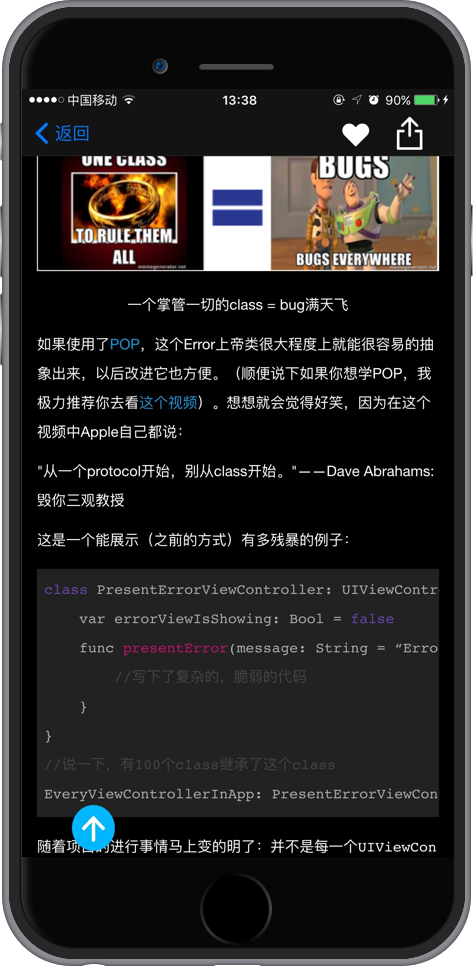 中国移动 13:38 90%
返回
ONE CLASS
TO RULE THEM
ALL
memegenerator.net
BUGS
BUGS EVERYWHERE
memegenerator.net
一个掌管一切的class = bug满天飞
如果使用了POP，这个Error上帝类很大程度上就能很容易的抽
象出来，以后改进它也方便。（顺便说下如果你想学POP，我
极力推荐你去看这个视频）。想想就会觉得好笑，因为在这个
视频中Apple自己都说：
"从一个protocol开始，别从class开始。"——Dave Abrahams:
毁你三观教授
这是一个能展示（之前的方式）有多残暴的例子：
class PresentErrorViewController: UIViewContr
var errorViewIsShowing: Bool = false
func presentError(message: String = “Erro
//写下了复杂的，脆弱的代码
}
}
//说一下，有100个class继承了这个class
EveryViewControllerInApp: PresentErrorViewCon
随着项目的进行事情马上变的明了：并不是每一个UIViewCon